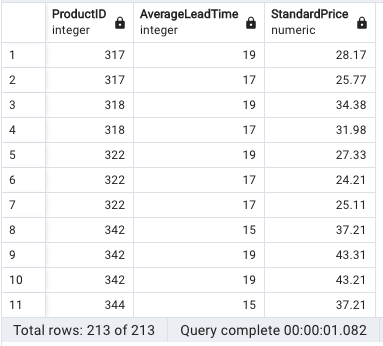 ProductID AverageLeadTime StandardPrice
integer integer numeric
1 317 19 28.17
2 317 17 25.77
3 318 19 34.38
4 318 17 31.98
5 322 19 27.33
6 322 17 24.21
7 322 17 25.11
8 342 15 37.21
9 342 19 43.31
10 342 19 43.21
11 344 15 37.21
Total rows: 213 of 213 Query complete 00:00:01.082